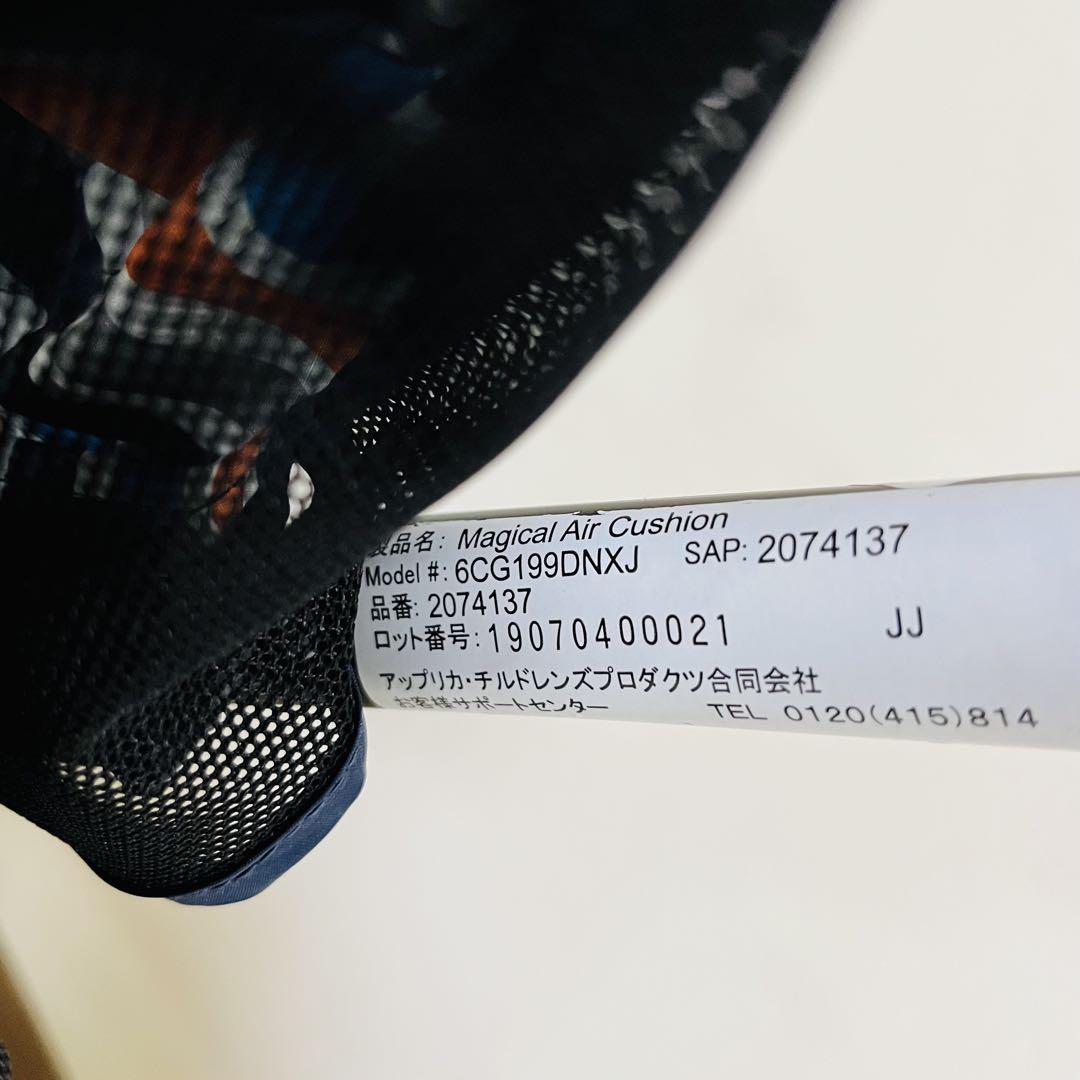 製品名: Magical Air Cushion
Model #: 6CG199DNXJ SAP: 2074137
品番: 2074137
ロット番号: 19070400021 JJ
アップリカ・チルドレンズプロダクツ合同会社
お客様サポートセンター TEL 0120(415)814